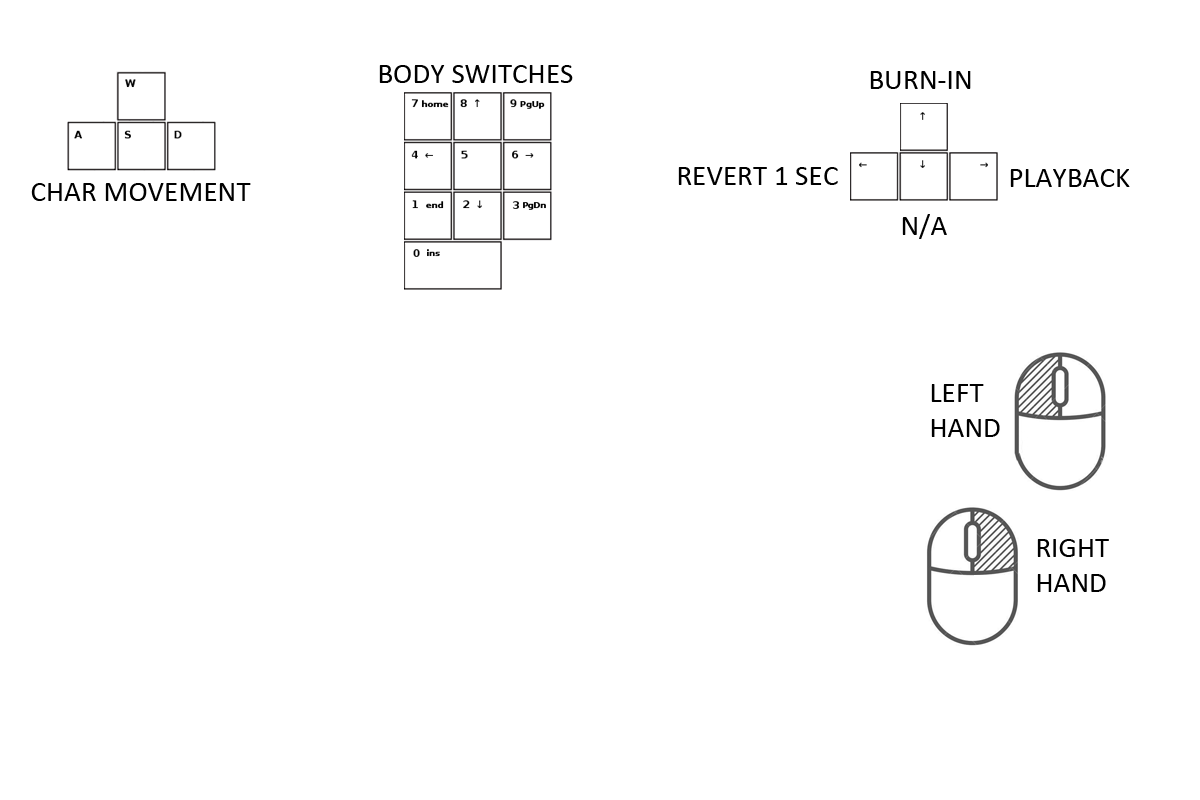 W
A S D
CHAR MOVEMENT
BODY SWITCHES
7 home 8 ↑ 9 PgUp
4 ← 5 6 →
1 end 2 ↓ 3 PgDn
0 ins
BURN-IN
↑
REVERT 1 SEC ← ↓ → PLAYBACK
N/A
LEFT
HAND
RIGHT
HAND